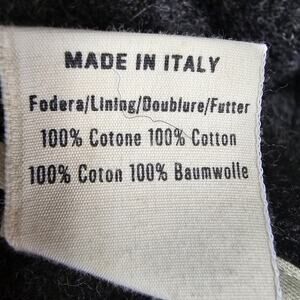 MADE IN ITALY
Fodera/Lining/Doublure/Futter
100% Cotone 100% Cotton
100% Coton 100% Baumwolle